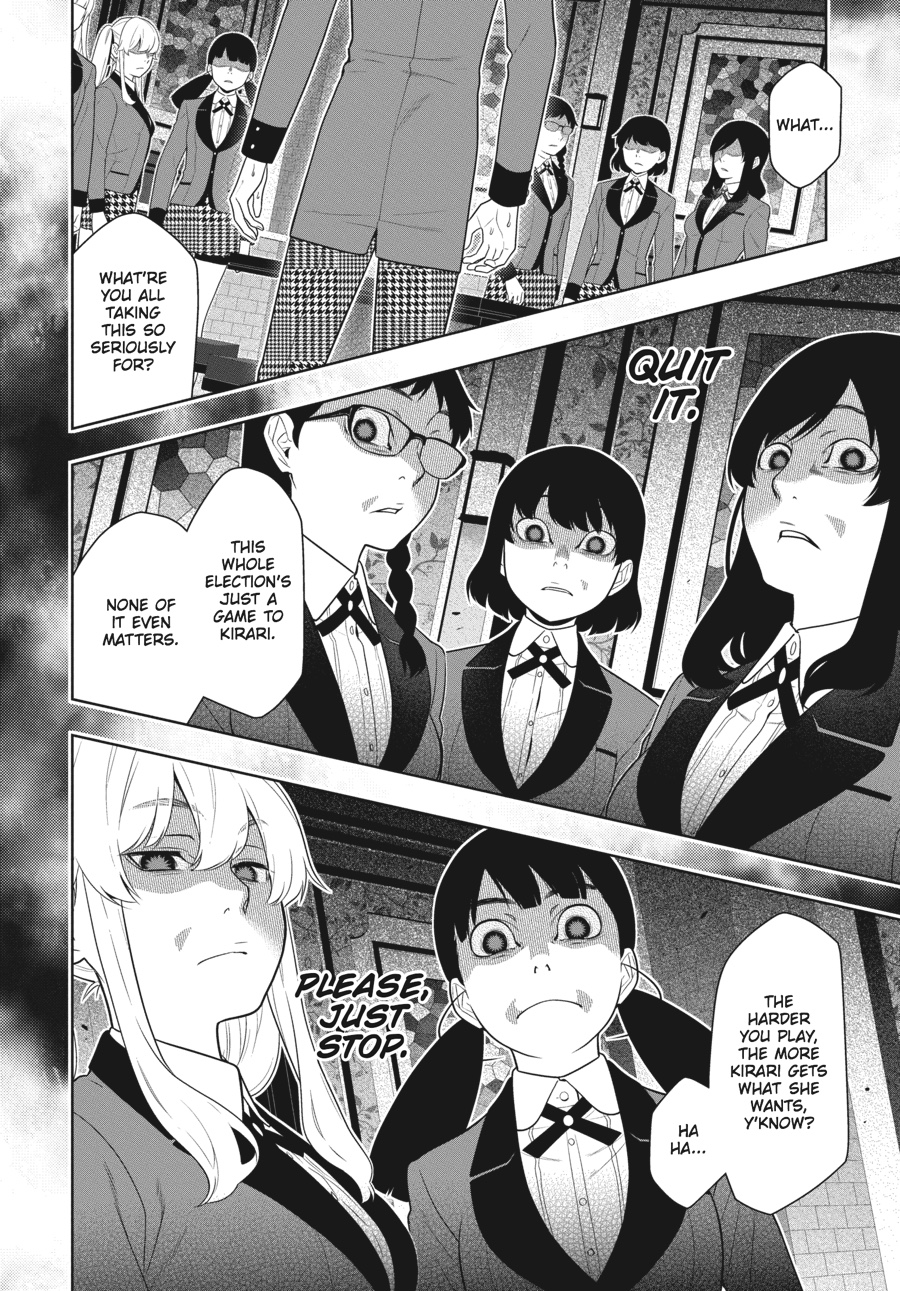 WHAT...
WHAT'RE
YOU ALL
TAKING
THIS SO
SERIOUSLY
FOR?
QUIT
IT.
THIS
WHOLE
ELECTION'S
JUST A
GAME TO
KIRARI.
NONE OF
IT EVEN
MATTERS.
THE
HARDER
YOU PLAY,
THE MORE
KIRARI GETS
WHAT SHE
WANTS,
Y'KNOW?
HA
HA...
PLEASE,
JUST
STOP.